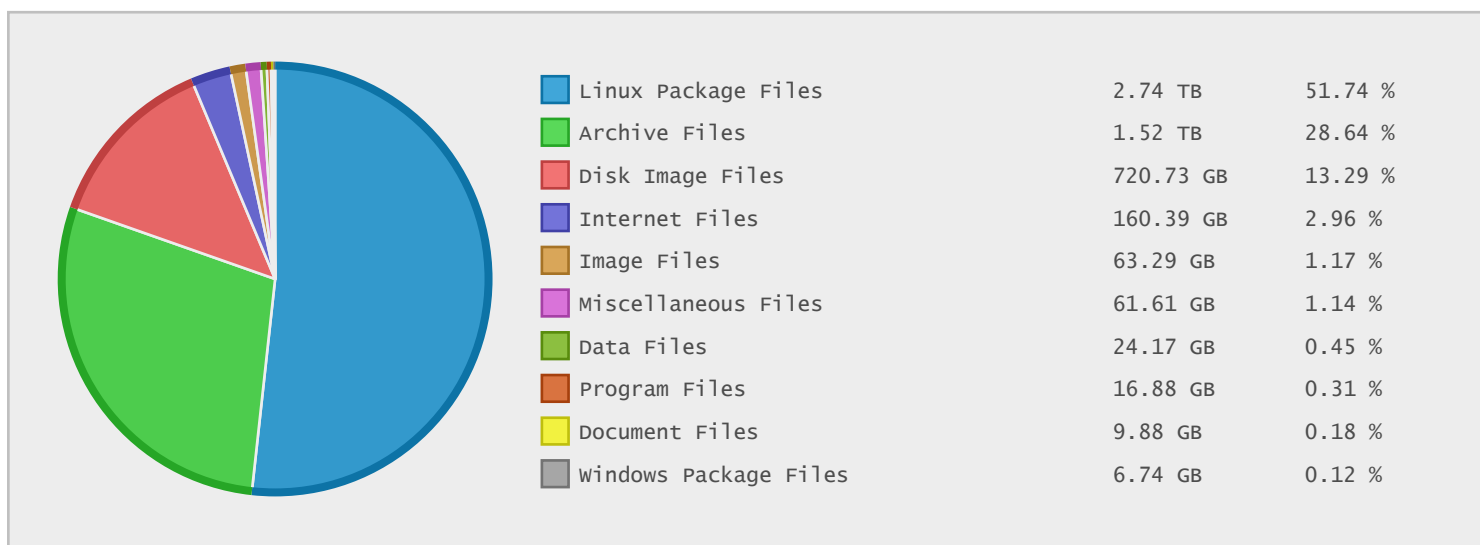 Linux Package Files 2.74 TB 51.74 %
Archive Files 1.52 TB 28.64 %
Disk Image Files 720.73 GB 13.29 %
Internet Files 160.39 GB 2.96 %
Image Files 63.29 GB 1.17 %
Miscellaneous Files 61.61 GB 1.14 %
Data Files 24.17 GB 0.45 %
Program Files 16.88 GB 0.31 %
Document Files 9.88 GB 0.18 %
Windows Package Files 6.74 GB 0.12 %